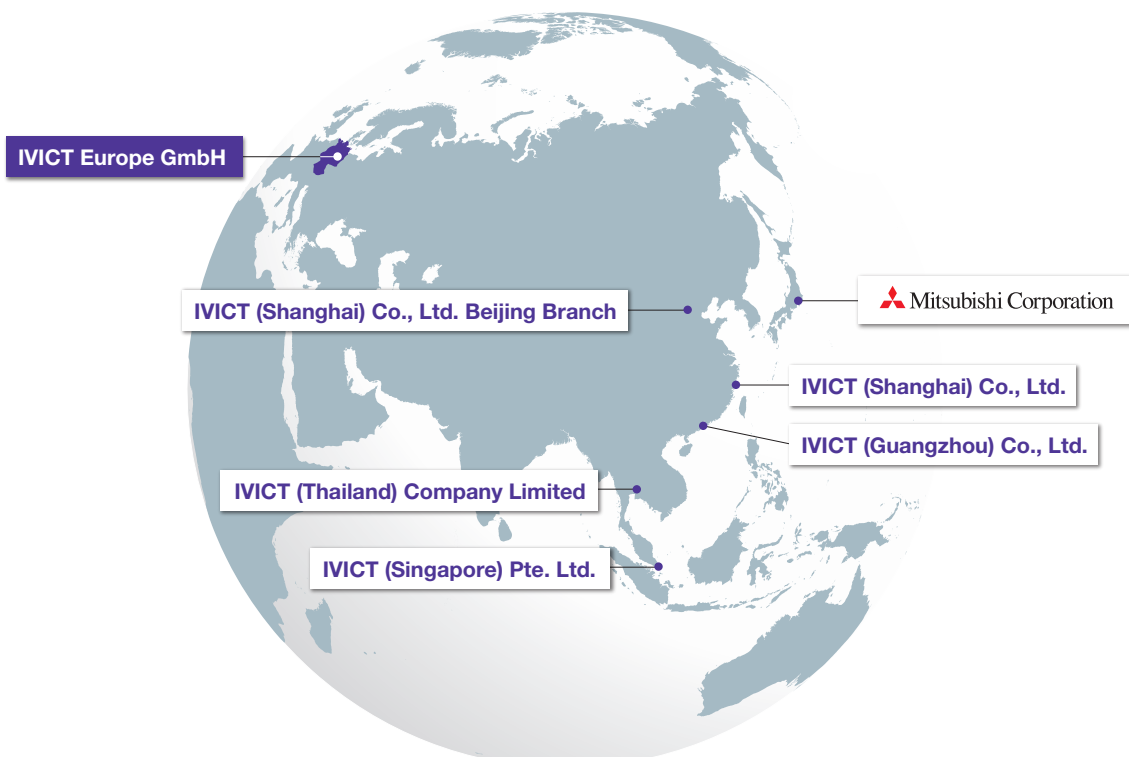 IVICT Europe GmbH
IVICT (Shanghai) Co., Ltd. Beijing Branch
Mitsubishi Corporation
IVICT (Shanghai) Co., Ltd.
IVICT (Guangzhou) Co., Ltd.
IVICT (Thailand) Company Limited
IVICT (Singapore) Pte. Ltd.